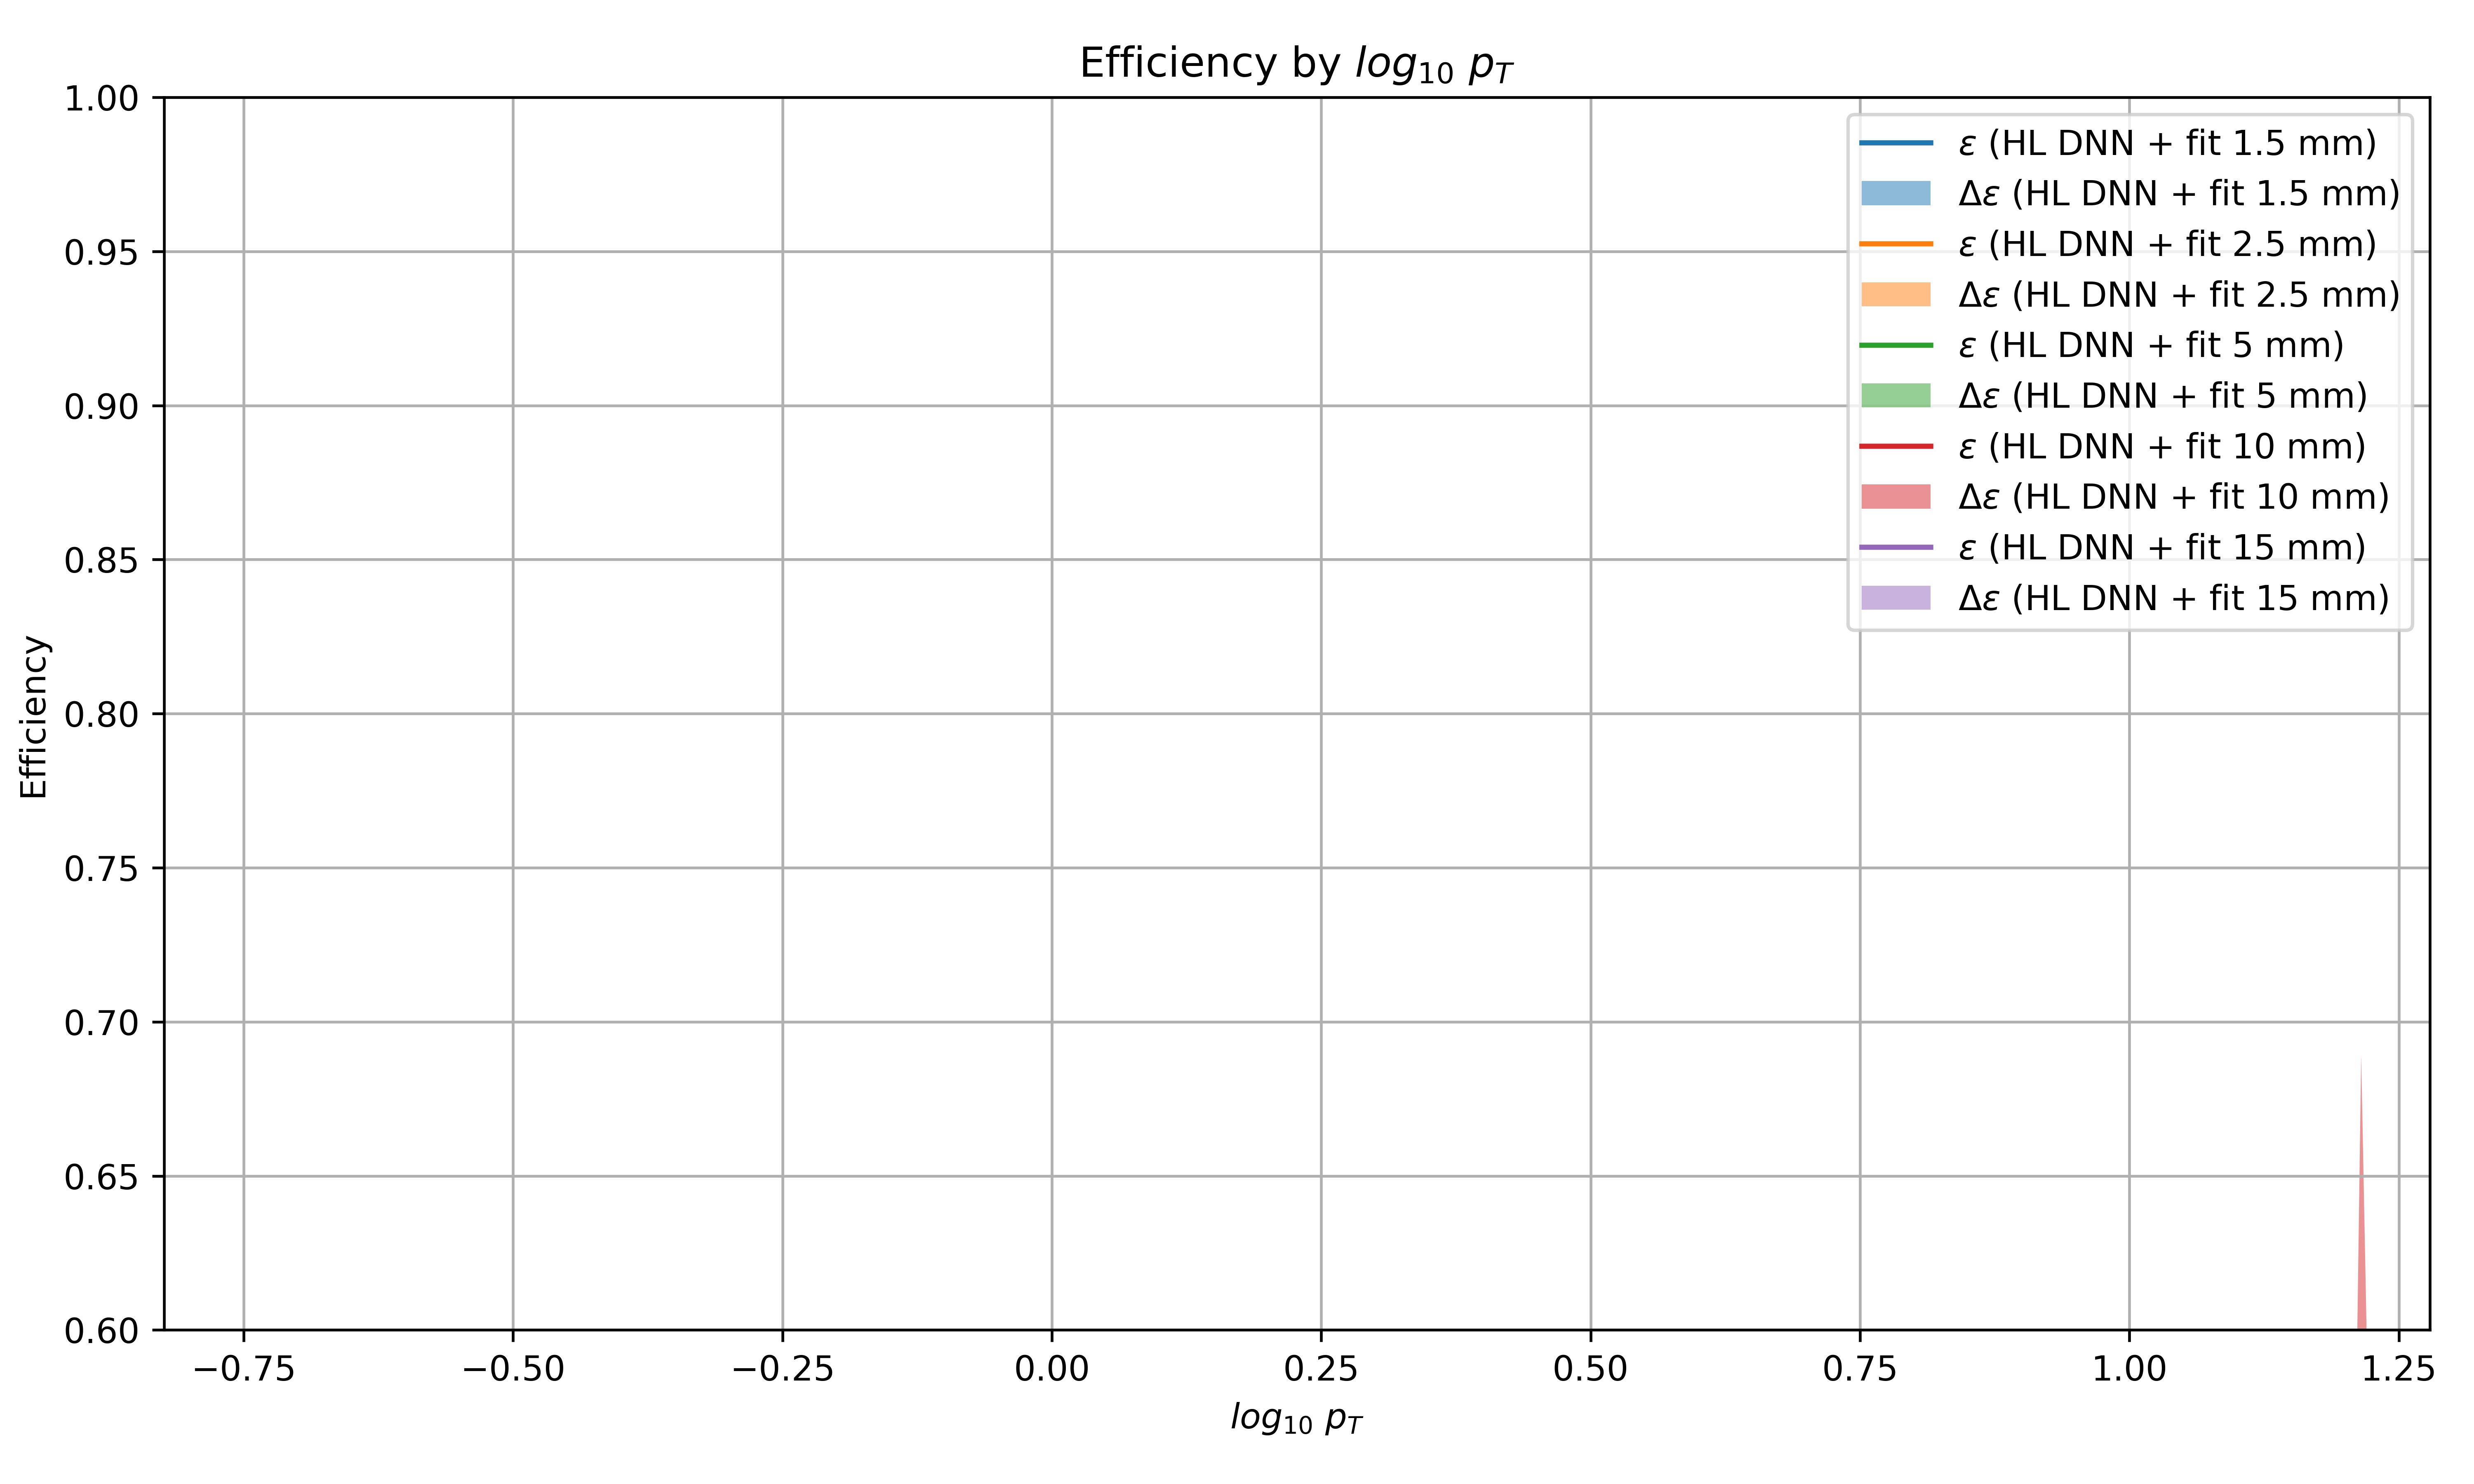 Efficiency by log₁₀ p_T
1.00
0.95
0.90
0.85
0.80
0.75
0.70
0.65
0.60
Efficiency
ε (HL DNN + fit 1.5 mm)
Δε (HL DNN + fit 1.5 mm)
ε (HL DNN + fit 2.5 mm)
Δε (HL DNN + fit 2.5 mm)
ε (HL DNN + fit 5 mm)
Δε (HL DNN + fit 5 mm)
ε (HL DNN + fit 10 mm)
Δε (HL DNN + fit 10 mm)
ε (HL DNN + fit 15 mm)
Δε (HL DNN + fit 15 mm)
−0.75 −0.50 −0.25 0.00 0.25 0.50 0.75 1.00 1.25
log₁₀ p_T